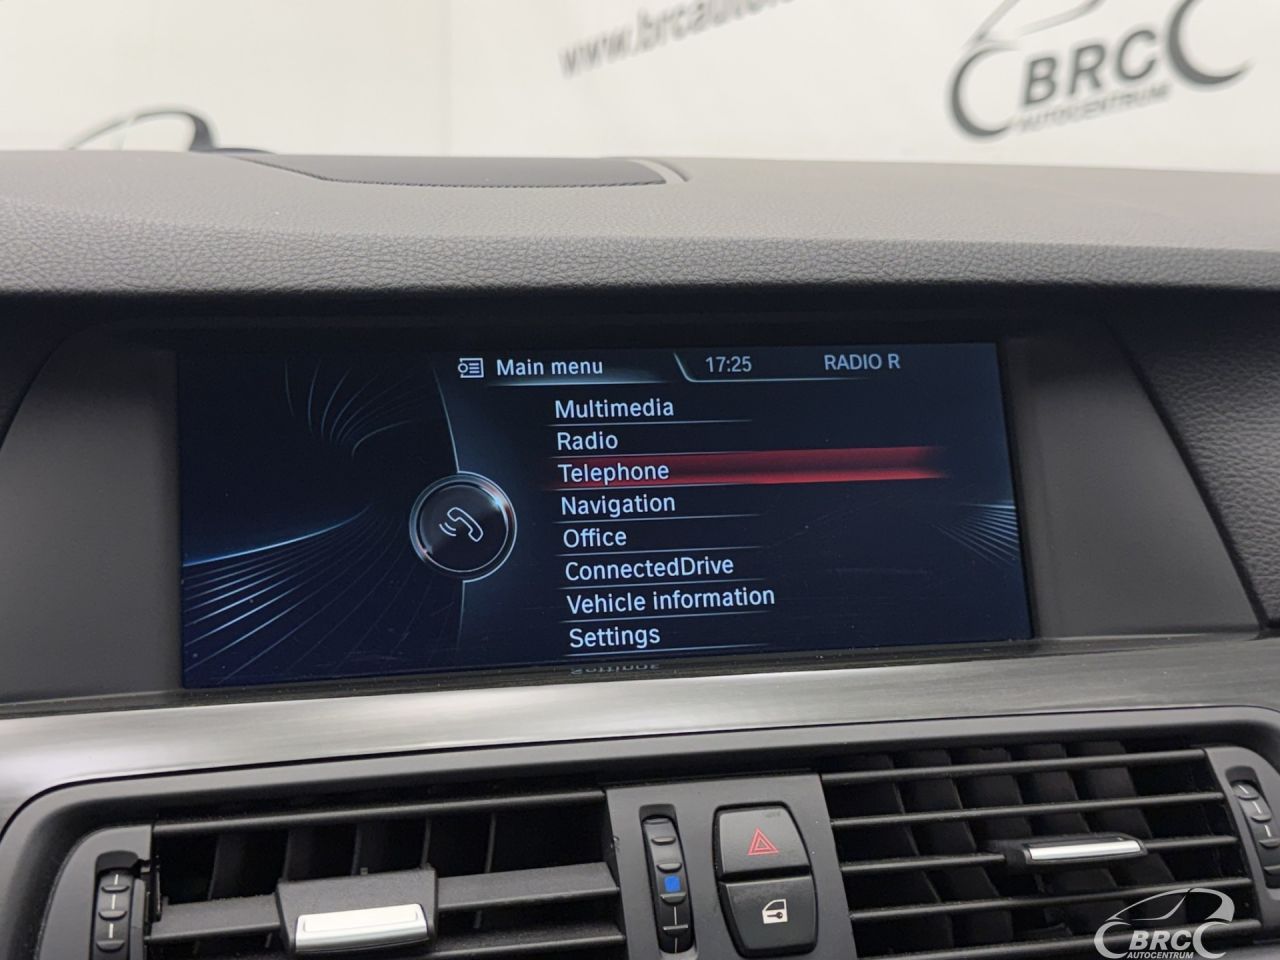 www.brcauto
BRC
AUTOCENTRUM
Main menu
17:25
RADIO R
Multimedia
Radio
Telephone
Navigation
Office
ConnectedDrive
Vehicle information
Settings
BRC
AUTOCENTRUM